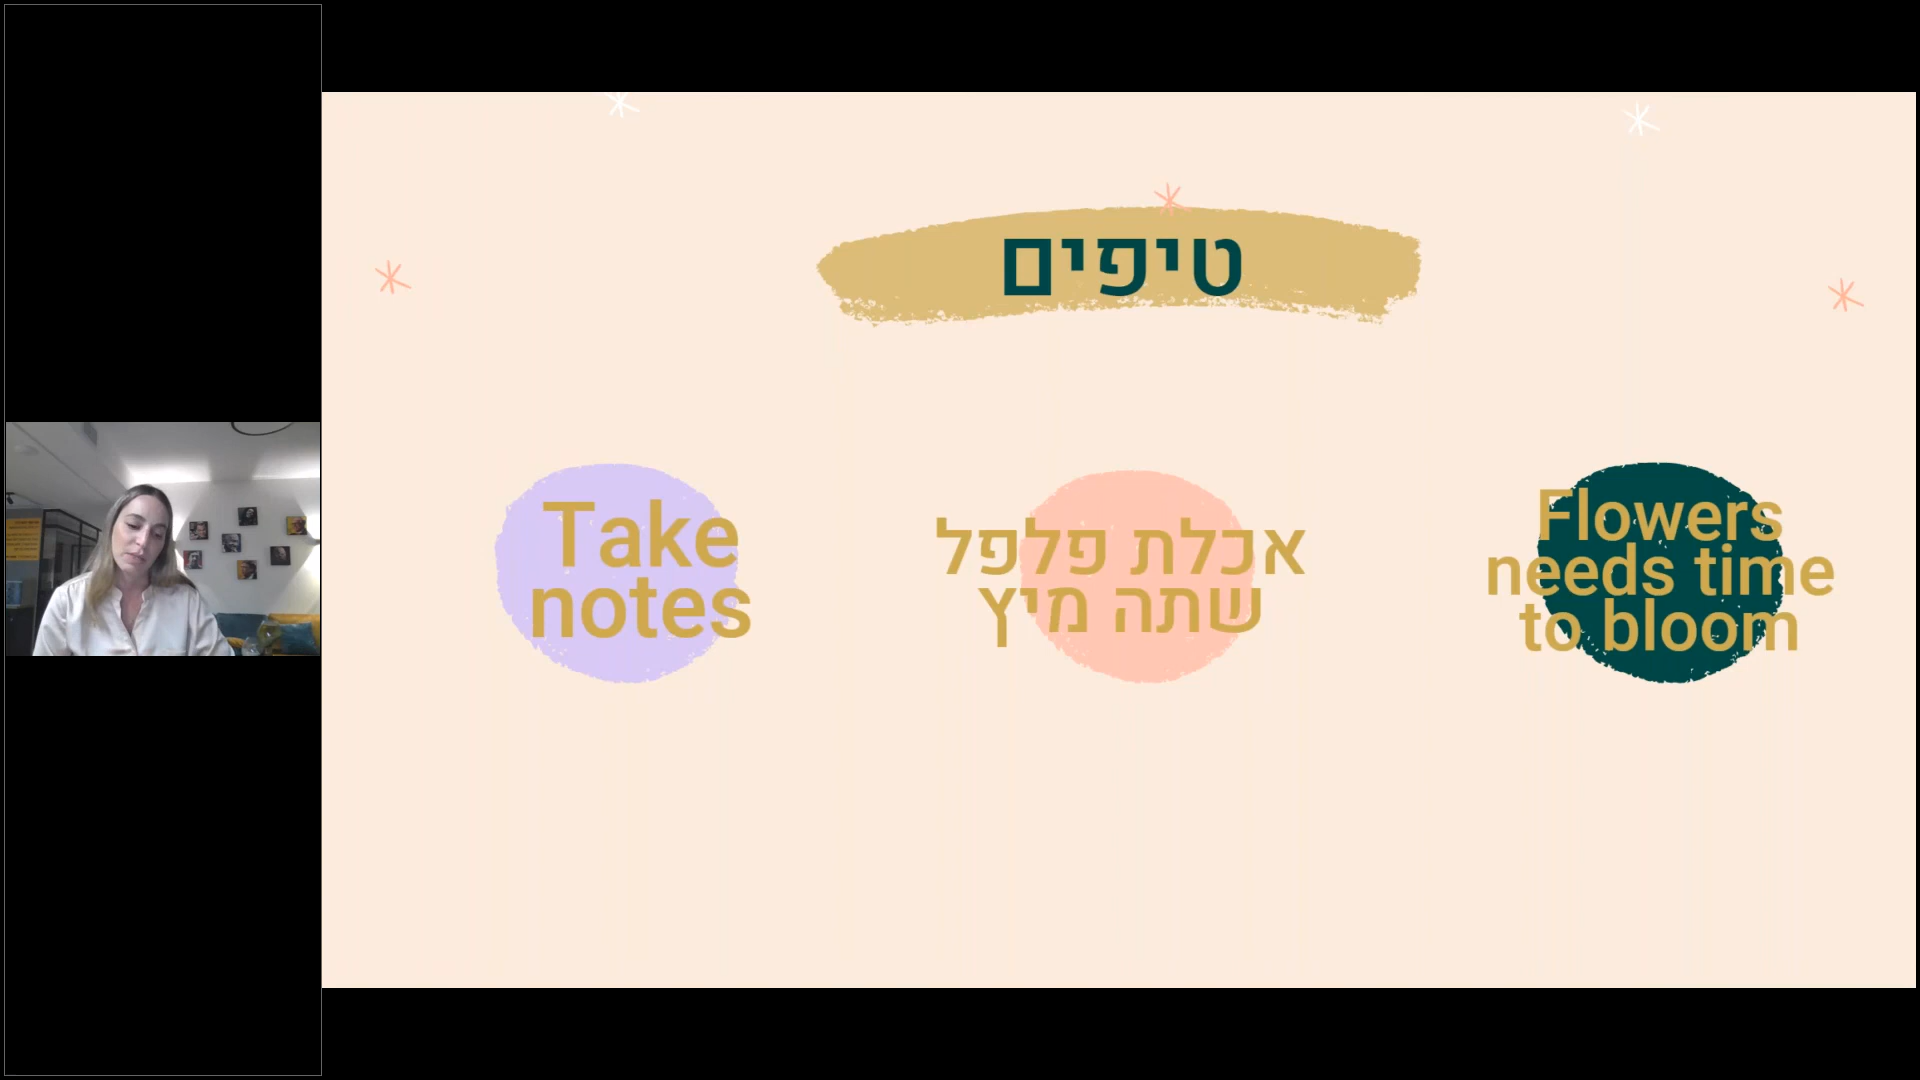 טיפים
Take
notes
אכלת פלפל
שתה מיץ
Flowers
needs time
to bloom